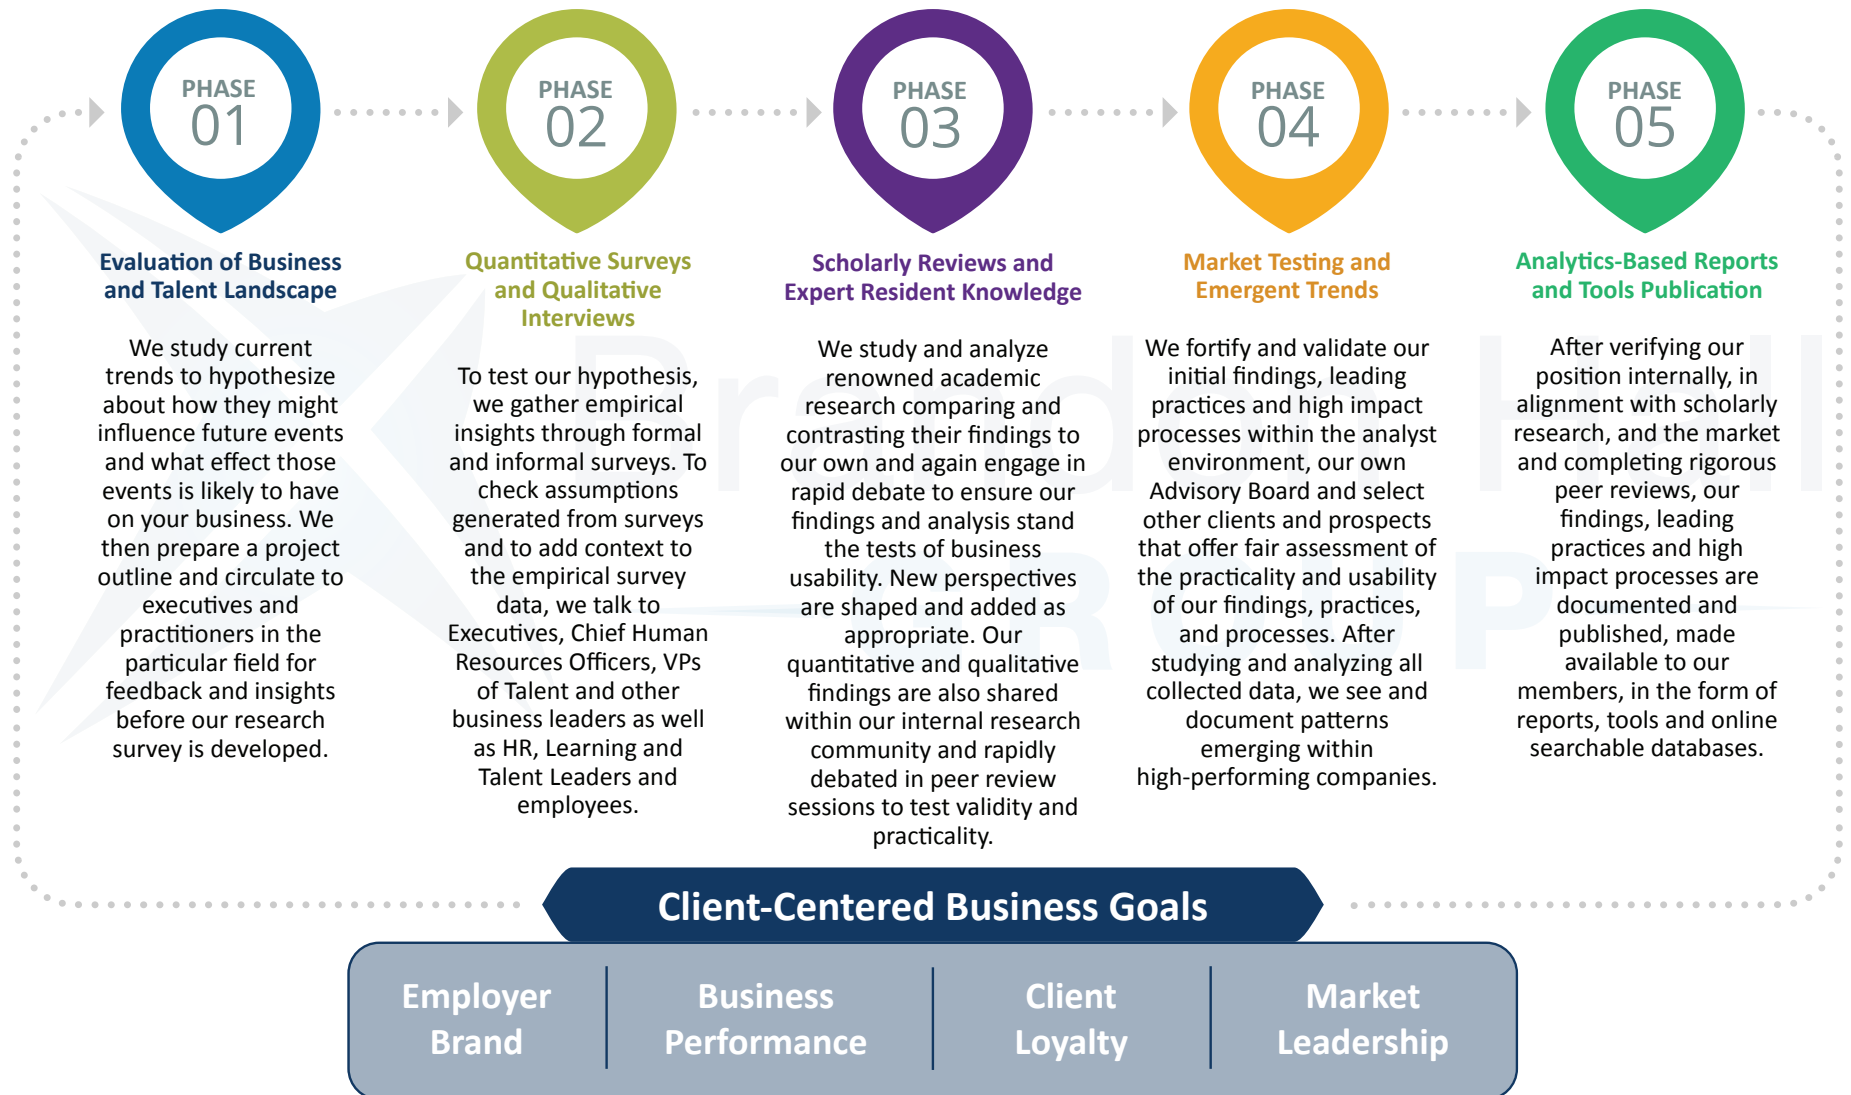 PHASE
01
Evaluation of Business
and Talent Landscape
We study current
trends to hypothesize
about how they might
influence future events
and what effect those
events is likely to have
on your business. We
then prepare a project
outline and circulate to
executives and
practitioners in the
particular field for
feedback and insights
before our research
survey is developed.
PHASE
02
Quantitative Surveys
and Qualitative
Interviews
To test our hypothesis,
we gather empirical
insights through formal
and informal surveys. To
check assumptions
generated from surveys
and to add context to
the empirical survey
data, we talk to
Executives, Chief Human
Resources Officers, VPs
of Talent and other
business leaders as well
as HR, Learning and
Talent Leaders and
employees.
PHASE
03
Scholarly Reviews and
Expert Resident Knowledge
We study and analyze
renowned academic
research comparing and
contrasting their findings to
our own and again engage in
rapid debate to ensure our
findings and analysis stand
the tests of business
usability. New perspectives
are shaped and added as
appropriate. Our
quantitative and qualitative
findings are also shared
within our internal research
community and rapidly
debated in peer review
sessions to test validity and
practicality.
PHASE
04
Market Testing and
Emergent Trends
We fortify and validate our
initial findings, leading
practices and high impact
processes within the analyst
environment, our own
Advisory Board and select
other clients and prospects
that offer fair assessment of
the practicality and usability
of our findings, practices,
and processes. After
studying and analyzing all
collected data, we see and
document patterns
emerging within
high-performing companies.
PHASE
05
Analytics-Based Reports
and Tools Publication
After verifying our
position internally, in
alignment with scholarly
research, and the market
and completing rigorous
peer reviews, our
findings, leading
practices and high
impact processes are
documented and
published, made
available to our
members, in the form of
reports, tools and online
searchable databases.
Brandon Hall
GROUP
Client-Centered Business Goals
Employer
Brand
Business
Performance
Client
Loyalty
Market
Leadership